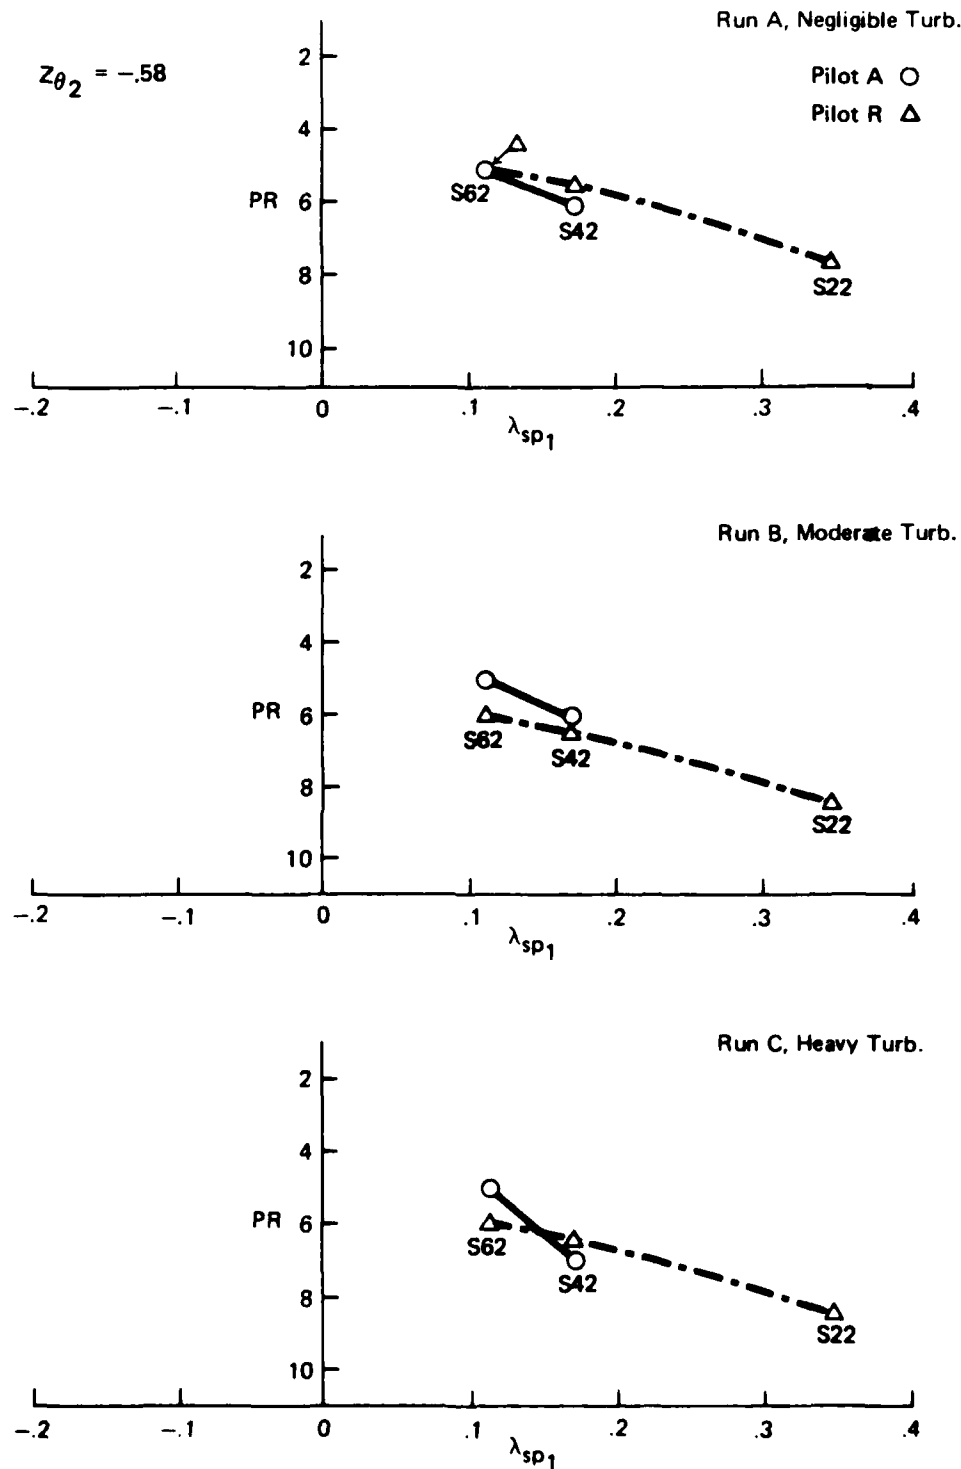 Run A, Negligible Turb.
Zθ2 = −.58
Pilot A ○
Pilot R △
2
4
PR 6
8
10
S62
S42
S22
−.2 −.1 0 .1 .2 .3 .4
λsp1
Run B, Moderate Turb.
2
4
PR 6
8
10
S62
S42
S22
−.2 −.1 0 .1 .2 .3 .4
λsp1
Run C, Heavy Turb.
2
4
PR 6
8
10
S62
S42
S22
−.2 −.1 0 .1 .2 .3 .4
λsp1